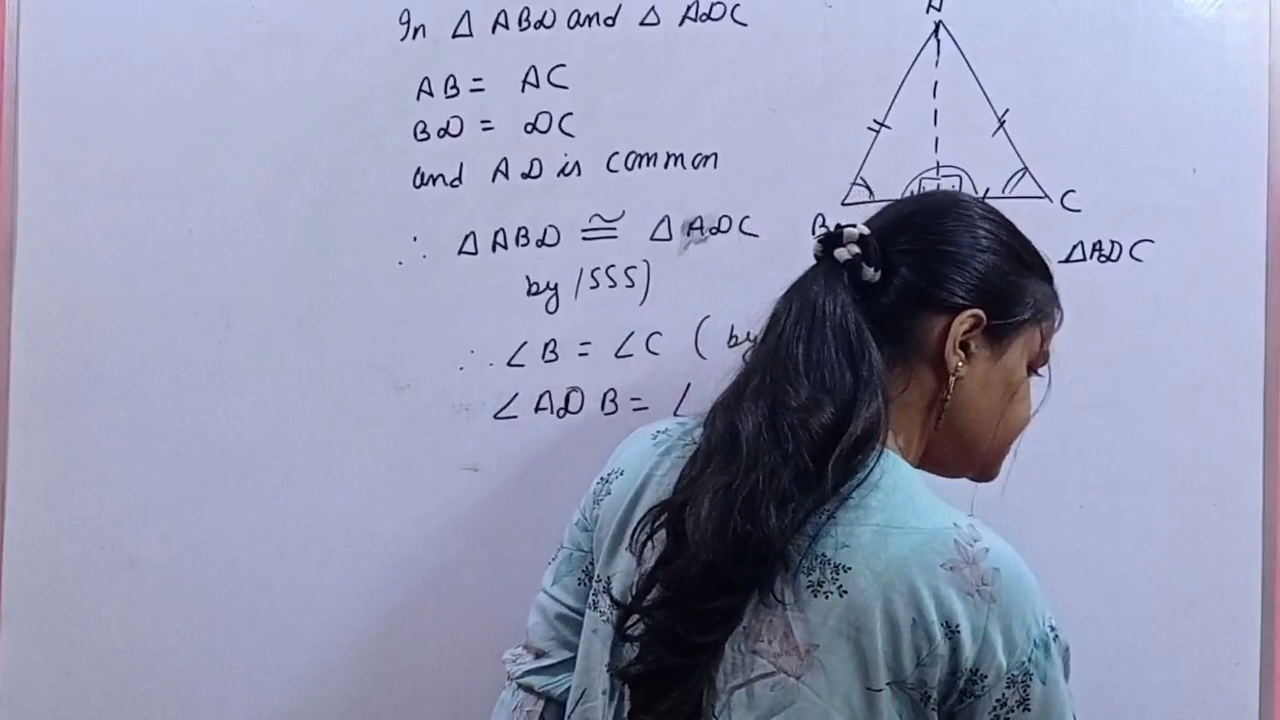 In △ ABD and △ ADC
AB = AC
BD = DC
and AD is common
∴ △ ABD ≅ △ ADC
by (SSS)
∴ ∠B = ∠C ( by
∠ADB = ∠
A
B
C
△ADC